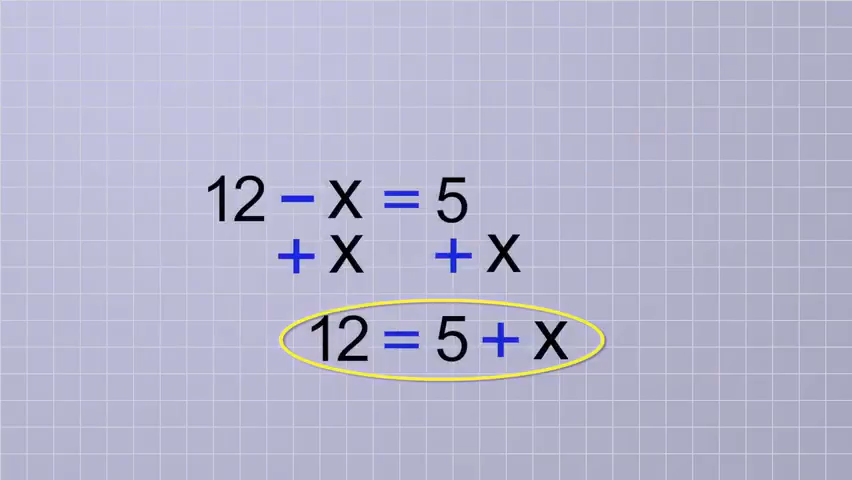 12 − x = 5
+ x + x
12 = 5 + x